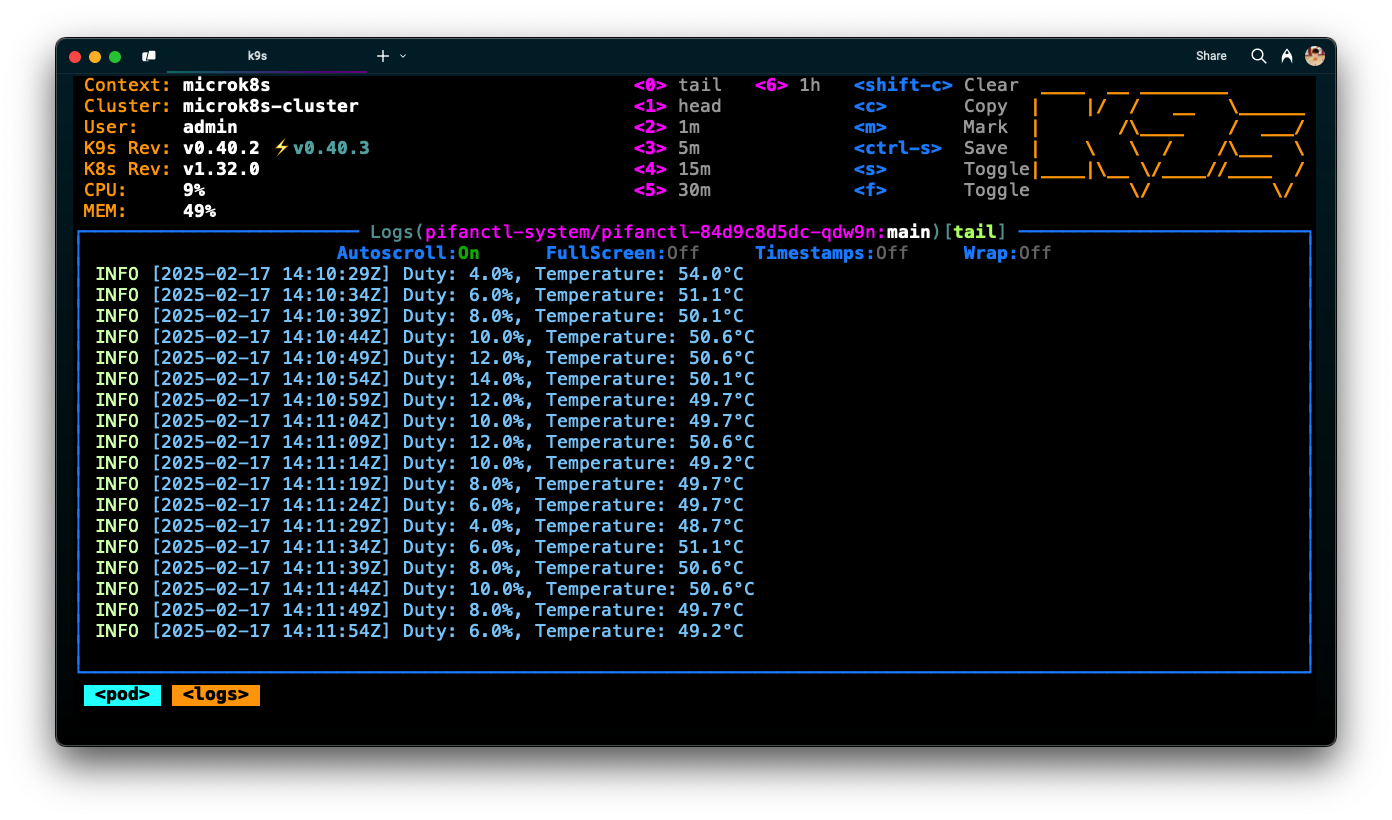 k9s
Share
Context: microk8s <0> tail <6> 1h <shift-c> Clear
Cluster: microk8s-cluster <1> head <c> Copy
User: admin <2> 1m <m> Mark
K9s Rev: v0.40.2 ⚡v0.40.3 <3> 5m <ctrl-s> Save
K8s Rev: v1.32.0 <4> 15m <s> Toggle
CPU: 9% <5> 30m <f> Toggle
MEM: 49%
K9s
Logs(pifanctl-system/pifanctl-84d9c8d5dc-qdw9n:main)[tail]
Autoscroll:On FullScreen:Off Timestamps:Off Wrap:Off
INFO [2025-02-17 14:10:29Z] Duty: 4.0%, Temperature: 54.0°C
INFO [2025-02-17 14:10:34Z] Duty: 6.0%, Temperature: 51.1°C
INFO [2025-02-17 14:10:39Z] Duty: 8.0%, Temperature: 50.1°C
INFO [2025-02-17 14:10:44Z] Duty: 10.0%, Temperature: 50.6°C
INFO [2025-02-17 14:10:49Z] Duty: 12.0%, Temperature: 50.6°C
INFO [2025-02-17 14:10:54Z] Duty: 14.0%, Temperature: 50.1°C
INFO [2025-02-17 14:10:59Z] Duty: 12.0%, Temperature: 49.7°C
INFO [2025-02-17 14:11:04Z] Duty: 10.0%, Temperature: 49.7°C
INFO [2025-02-17 14:11:09Z] Duty: 12.0%, Temperature: 50.6°C
INFO [2025-02-17 14:11:14Z] Duty: 10.0%, Temperature: 49.2°C
INFO [2025-02-17 14:11:19Z] Duty: 8.0%, Temperature: 49.7°C
INFO [2025-02-17 14:11:24Z] Duty: 6.0%, Temperature: 49.7°C
INFO [2025-02-17 14:11:29Z] Duty: 4.0%, Temperature: 48.7°C
INFO [2025-02-17 14:11:34Z] Duty: 6.0%, Temperature: 51.1°C
INFO [2025-02-17 14:11:39Z] Duty: 8.0%, Temperature: 50.6°C
INFO [2025-02-17 14:11:44Z] Duty: 10.0%, Temperature: 50.6°C
INFO [2025-02-17 14:11:49Z] Duty: 8.0%, Temperature: 49.7°C
INFO [2025-02-17 14:11:54Z] Duty: 6.0%, Temperature: 49.2°C
<pod> <logs>